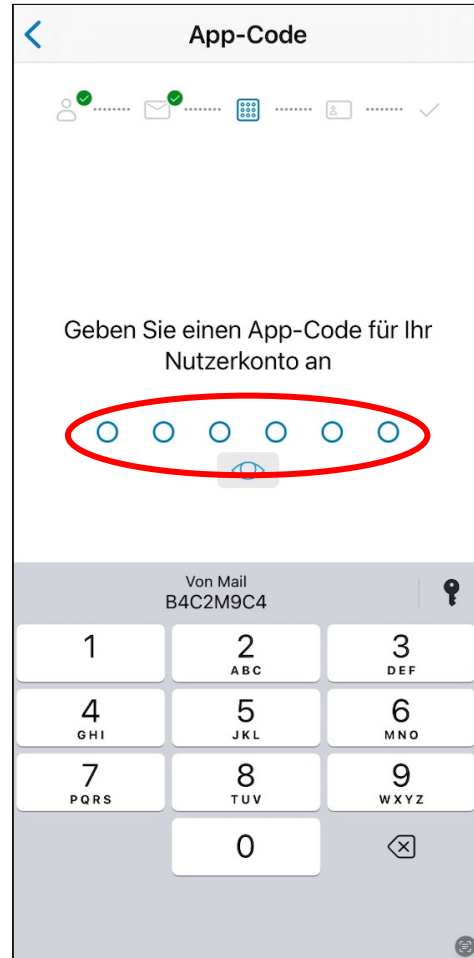 App-Code
Geben Sie einen App-Code für Ihr
Nutzerkonto an
Von Mail
B4C2M9C4
1
2
ABC
3
DEF
4
GHI
5
JKL
6
MNO
7
PQRS
8
TUV
9
WXYZ
0